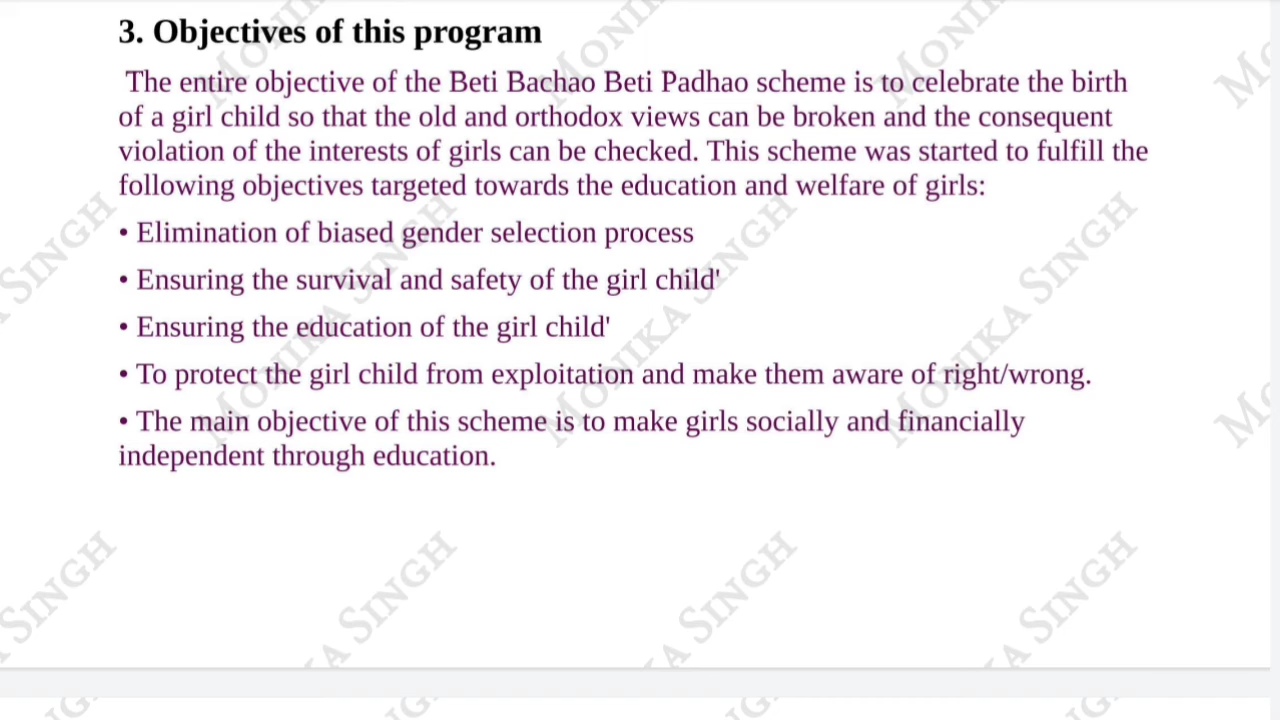 3. Objectives of this program
The entire objective of the Beti Bachao Beti Padhao scheme is to celebrate the birth
of a girl child so that the old and orthodox views can be broken and the consequent
violation of the interests of girls can be checked. This scheme was started to fulfill the
following objectives targeted towards the education and welfare of girls:
• Elimination of biased gender selection process
• Ensuring the survival and safety of the girl child'
• Ensuring the education of the girl child'
• To protect the girl child from exploitation and make them aware of right/wrong.
• The main objective of this scheme is to make girls socially and financially
independent through education.
MONIKA SINGH
MONIKA SINGH
MONIKA SINGH